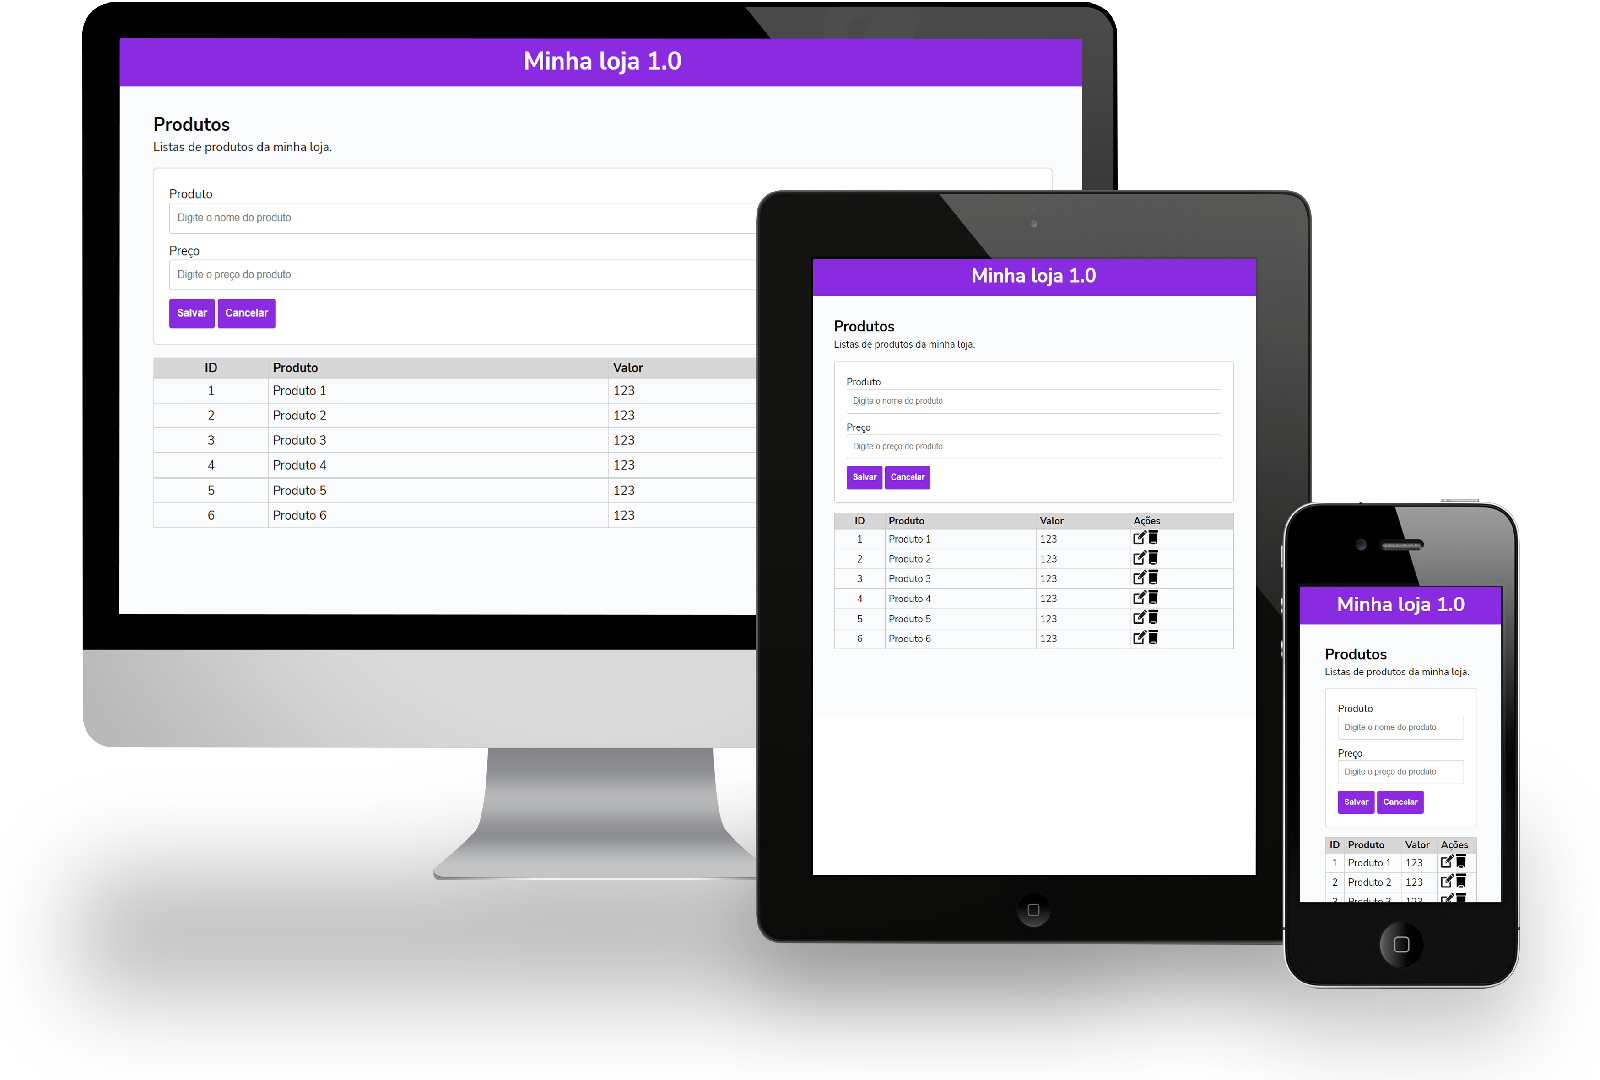 Minha loja 1.0
Produtos
Listas de produtos da minha loja.
Produto
Digite o nome do produto
Preço
Digite o preço do produto
Salvar Cancelar
ID Produto Valor
1 Produto 1 123
2 Produto 2 123
3 Produto 3 123
4 Produto 4 123
5 Produto 5 123
6 Produto 6 123
Minha loja 1.0
Produtos
Listas de produtos da minha loja.
Produto
Digite o nome do produto
Preço
Digite o preço do produto
Salvar Cancelar
ID Produto Valor Ações
1 Produto 1 123
2 Produto 2 123
3 Produto 3 123
4 Produto 4 123
5 Produto 5 123
6 Produto 6 123
Minha loja 1.0
Produtos
Listas de produtos da minha loja.
Produto
Digite o nome do produto
Preço
Digite o preço do produto
Salvar Cancelar
ID Produto Valor Ações
1 Produto 1 123
2 Produto 2 123
3 Produto 3 123